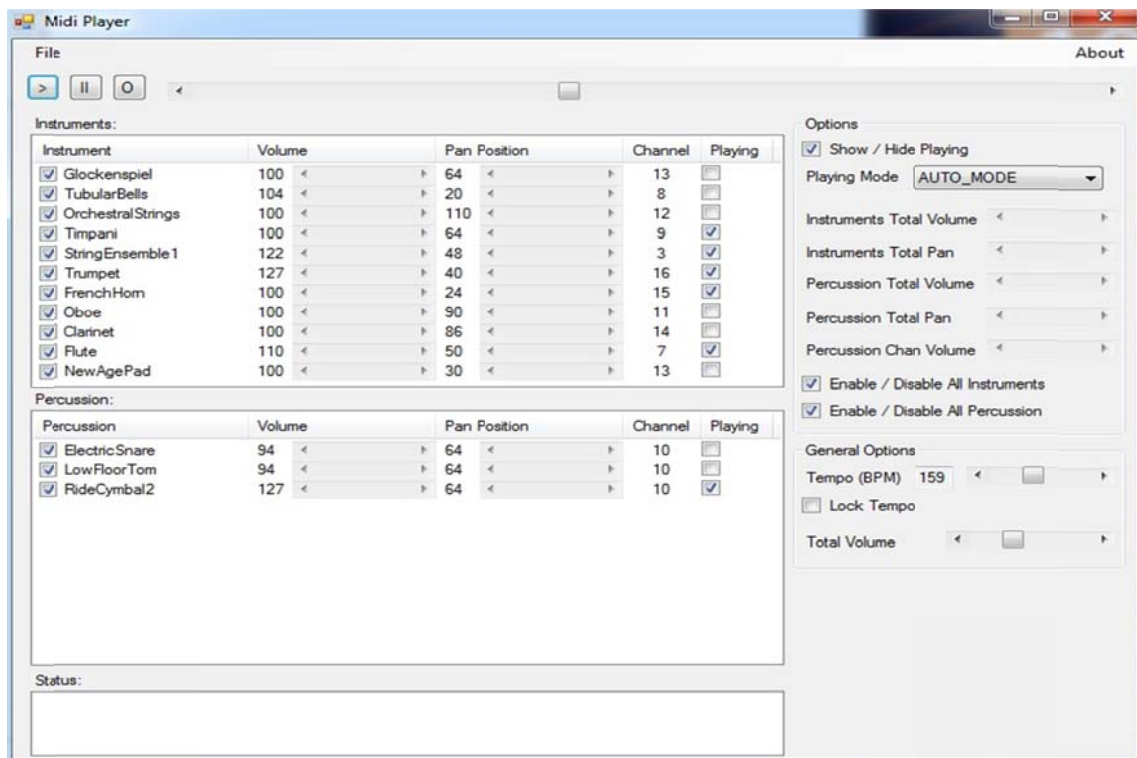 Midi Player
File About
> II O
Instruments:
Instrument Volume Pan Position Channel Playing
Glockenspiel 100 64 13
TubularBells 104 20 8
OrchestralStrings 100 110 12
Timpani 100 64 9
StringEnsemble1 122 48 3
Trumpet 127 40 16
FrenchHorn 100 24 15
Oboe 100 90 11
Clarinet 100 86 14
Flute 110 50 7
NewAgePad 100 30 13
Percussion:
Percussion Volume Pan Position Channel Playing
ElectricSnare 94 64 10
LowFloorTom 94 64 10
RideCymbal2 127 64 10
Status:
Options
Show / Hide Playing
Playing Mode AUTO_MODE
Instruments Total Volume
Instruments Total Pan
Percussion Total Volume
Percussion Total Pan
Percussion Chan Volume
Enable / Disable All Instruments
Enable / Disable All Percussion
General Options
Tempo (BPM) 159
Lock Tempo
Total Volume